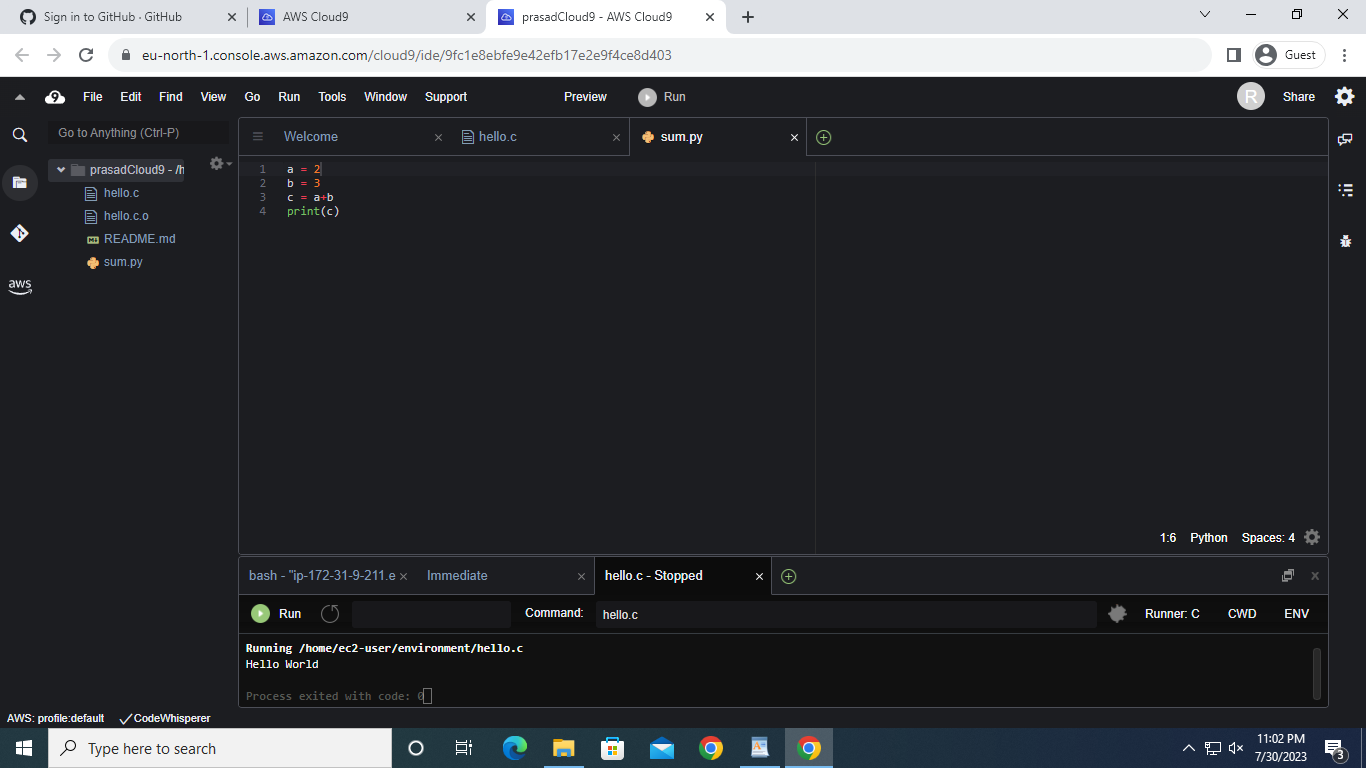 Sign in to GitHub · GitHub
AWS Cloud9
prasadCloud9 - AWS Cloud9
eu-north-1.console.aws.amazon.com/cloud9/ide/9fc1e8ebfe9e42efb17e2e9f4ce8d403
Guest
9 File Edit Find View Go Run Tools Window Support Preview Run R Share
Go to Anything (Ctrl-P)
prasadCloud9 - /h
hello.c
hello.c.o
README.md
sum.py
aws
Welcome
hello.c
sum.py
1 a = 2
2 b = 3
3 c = a+b
4 print(c)
1:6 Python Spaces: 4
bash - "ip-172-31-9-211.e
Immediate
hello.c - Stopped
Run
Command:
hello.c
Runner: C
CWD
ENV
Running /home/ec2-user/environment/hello.c
Hello World
Process exited with code: 0
AWS: profile:default
CodeWhisperer
Type here to search
11:02 PM
7/30/2023
3